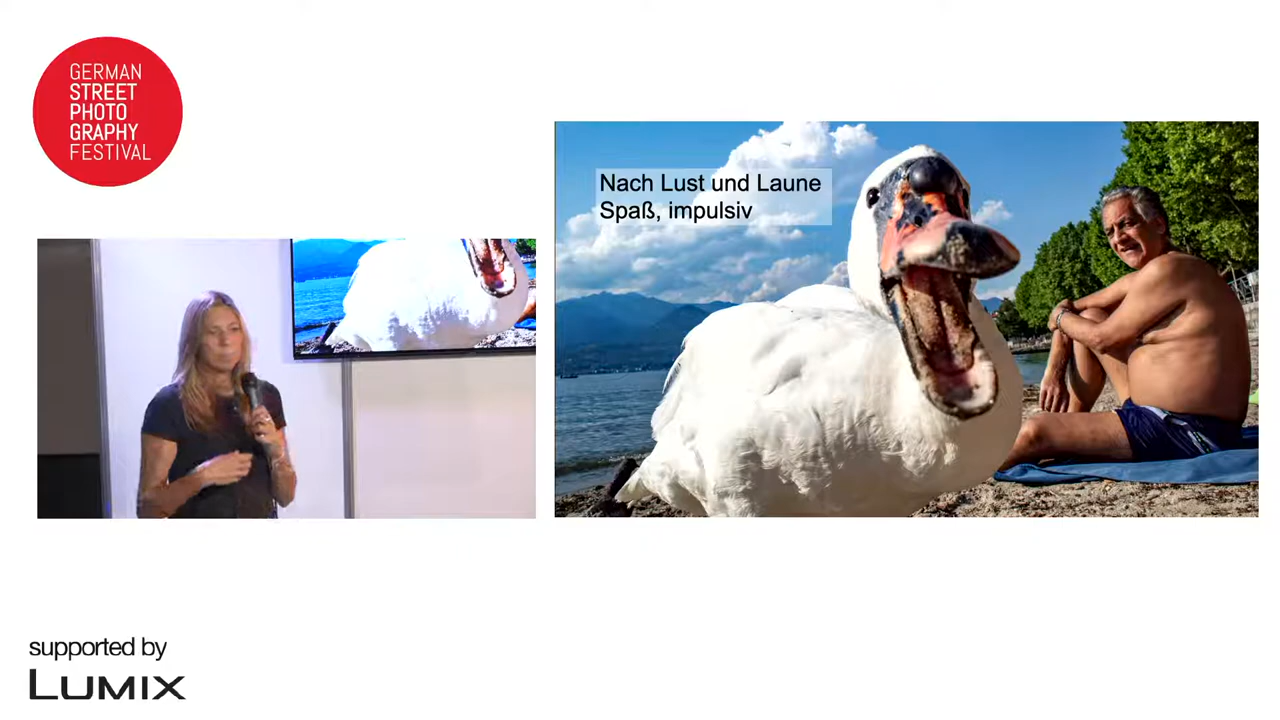 GERMAN
STREET
PHOTO
GRAPHY
FESTIVAL
Nach Lust und Laune
Spaß, impulsiv
supported by
LUMIX